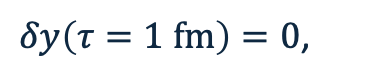 𝛿𝑦(𝜏 = 1 fm) = 0,